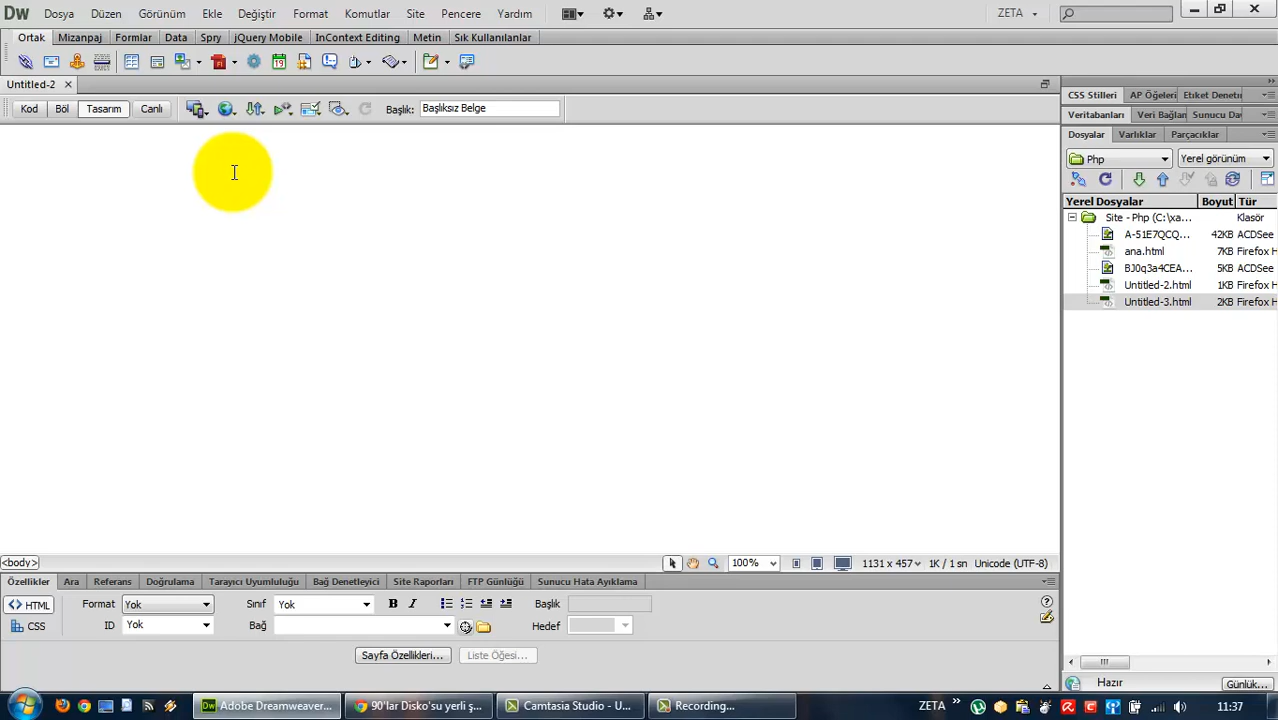 Dw Dosya Düzen Görünüm Ekle Değiştir Format Komutlar Site Pencere Yardım ZETA
Ortak Mizanpaj Formlar Data Spry jQuery Mobile InContext Editing Metin Sık Kullanılanlar
Untitled-2
Kod Böl Tasarım Canlı Başlık: Başlıksız Belge
CSS Stilleri AP Öğeleri Etiket Denetı
Veritabanları Veri Bağlan Sunucu Da
Dosyalar Varlıklar Parçacıklar
Php Yerel görünüm
Yerel Dosyalar Boyut Tür
Site - Php (C:\xa... Klasör
A-51E7QCQ... 42KB ACDSee
ana.html 7KB Firefox H
BJ0q3a4CEA... 5KB ACDSee
Untitled-2.html 1KB Firefox H
Untitled-3.html 2KB Firefox H
<body> 100% 1131 x 457 1K / 1 sn Unicode (UTF-8)
Özellikler Ara Referans Doğrulama Tarayıcı Uyumluluğu Bağ Denetleyici Site Raporları FTP Günlüğü Sunucu Hata Ayıklama
<> HTML Format Yok Sınıf Yok B I Başlık
CSS ID Yok Bağ Hedef
Sayfa Özellikleri... Liste Öğesi...
Hazır Günlük...
Adobe Dreamweaver... 90'lar Disko'su yerli ş... Camtasia Studio - U... Recording... ZETA » 11:37